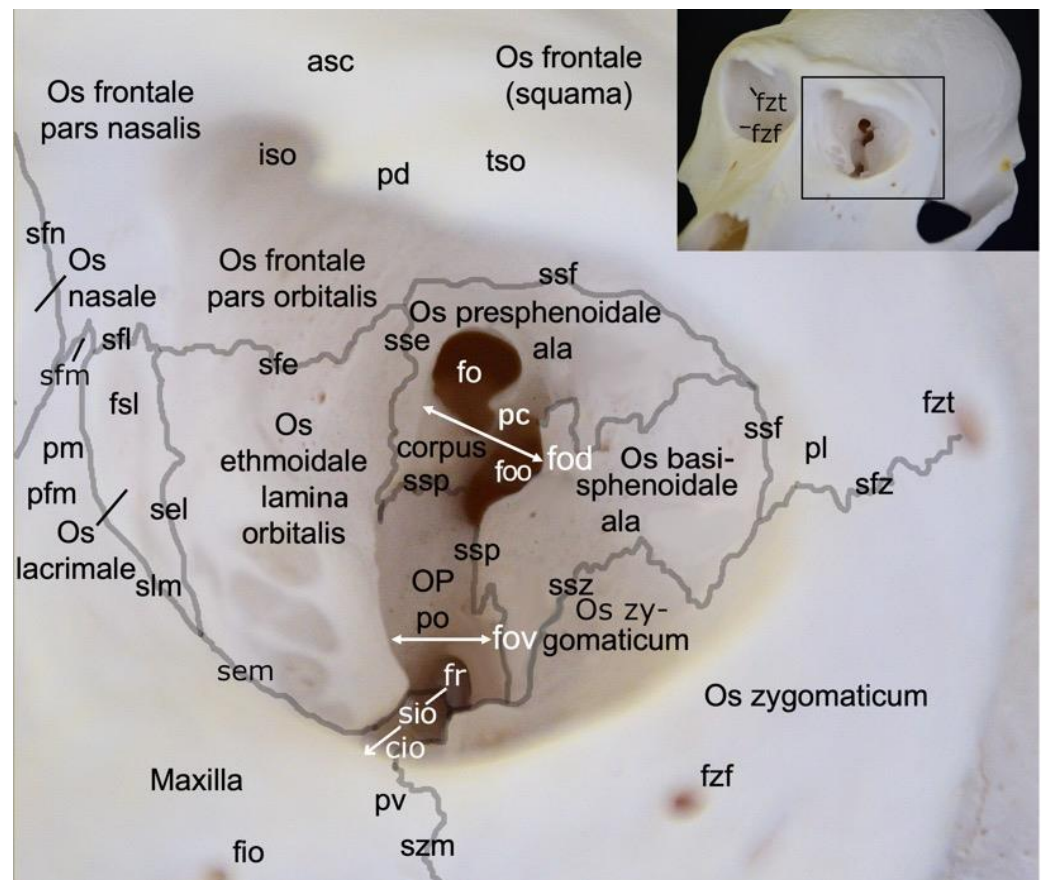 asc
Os frontale
(squama)
Os frontale
pars nasalis
fzt
fzf
iso
pd
tso
sfn
Os
nasale
Os frontale
pars orbitalis
ssf
Os presphenoidale
ala
sfl
sfm
sse
sfe
fo
fsl
fzt
pc
pm
Os
ethmoidale
lamina
orbitalis
corpus
ssp
foo
fod
Os basi-
sphenoidale
ala
ssf
pl
sfz
pfm
sel
Os
lacrimale
slm
ssp
OP
po
ssz
Os zy-
gomaticum
fov
sem
fr
sio
cio
Os zygomaticum
Maxilla
pv
fzf
fio
szm